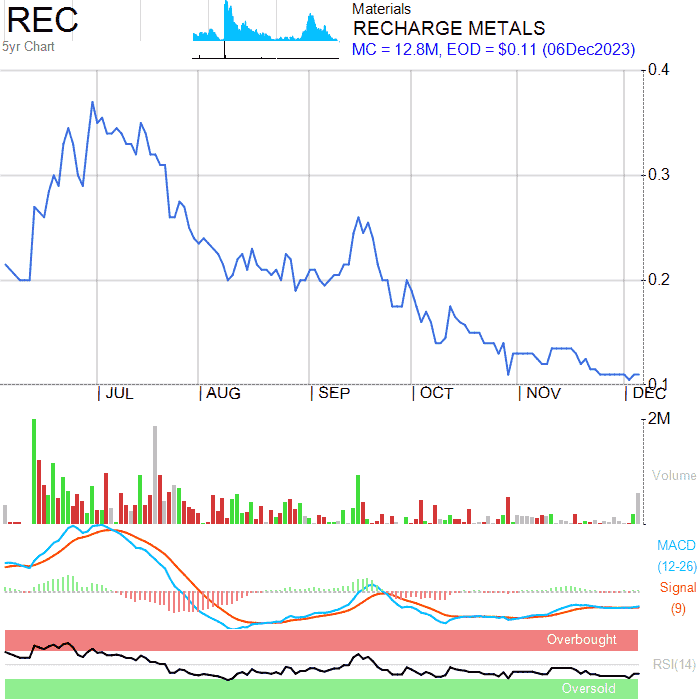 REC
5yr Chart
Materials
RECHARGE METALS
MC = 12.8M, EOD = $0.11 (06Dec2023)
0.4
0.3
0.2
0.1
JUL
AUG
SEP
OCT
NOV
DEC
2M
Volume
MACD
(12-26)
Signal
(9)
Overbought
RSI(14)
Oversold